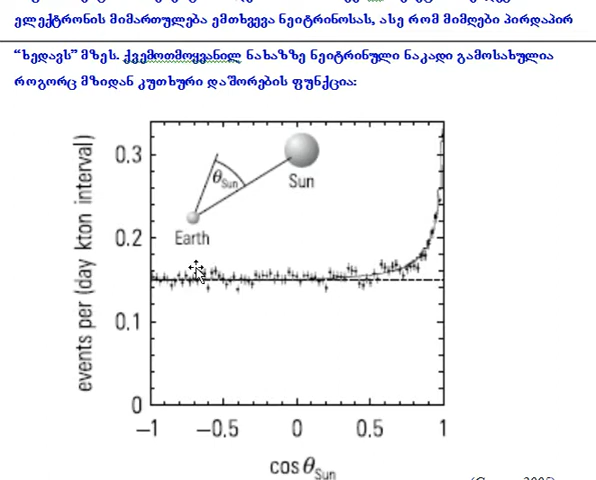 ელექტრონის მიმართულება ემთხვევა ნეიტრინოსას, ასე რომ მიმღები პირდაპირ
“ხედავს” მზეს. ქვემოთმოყვანილ ნახაზზე ნეიტრინული ნაკადი გამოსახულია
როგორც მზიდან კუთხური დაშორების ფუნქცია:
events per (day kton interval)
0.3
0.2
0.1
0
θSun
Sun
Earth
−1 −0.5 0 0.5 1
cosθSun